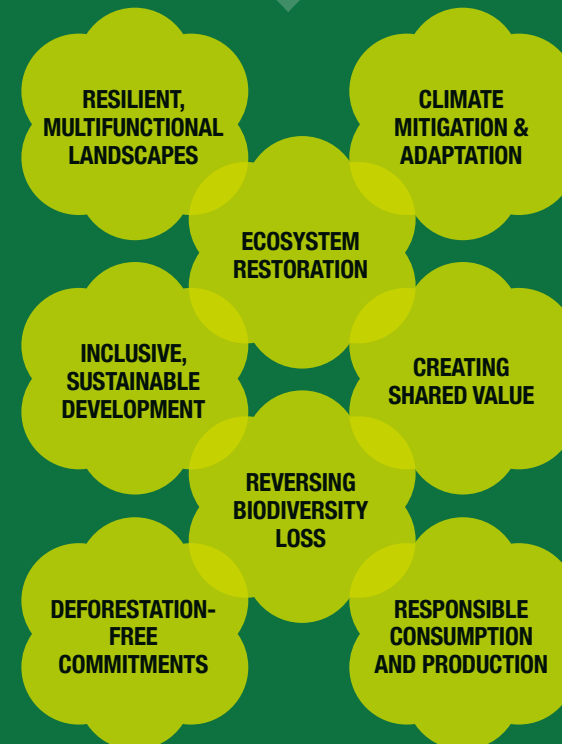 RESILIENT,
MULTIFUNCTIONAL
LANDSCAPES
CLIMATE
MITIGATION &
ADAPTATION
ECOSYSTEM
RESTORATION
INCLUSIVE,
SUSTAINABLE
DEVELOPMENT
CREATING
SHARED VALUE
REVERSING
BIODIVERSITY
LOSS
DEFORESTATION-
FREE
COMMITMENTS
RESPONSIBLE
CONSUMPTION
AND PRODUCTION